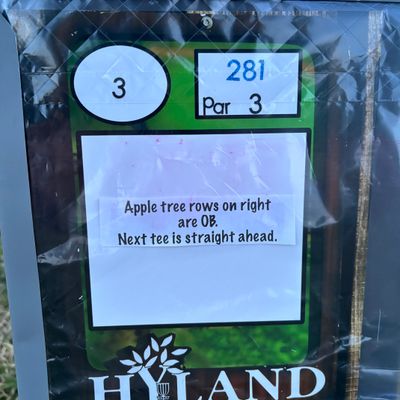 3
281
Par 3
Apple tree rows on right
are OB.
Next tee is straight ahead.
HYLAND